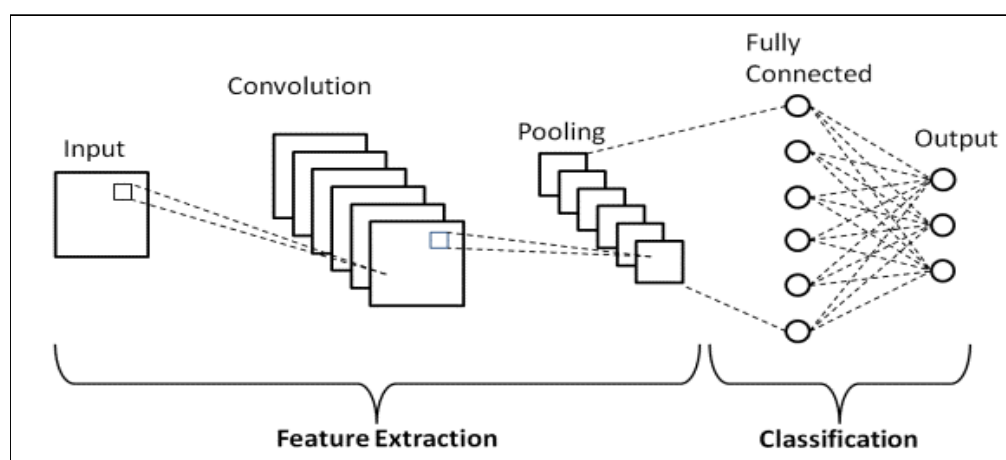 Input
Convolution
Pooling
Fully
Connected
Output
Feature Extraction
Classification